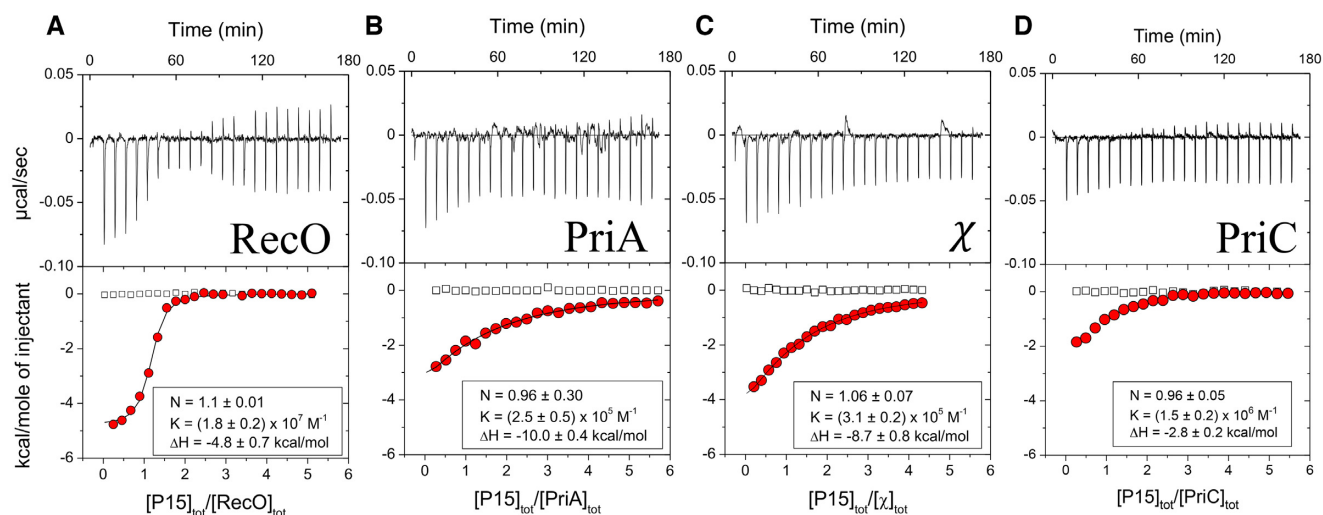 A
Time (min)
0 60 120 180
0.05
0
-0.05
-0.10
µcal/sec
RecO
0
-2
-4
-6
kcal/mole of injectant
N = 1.1 ± 0.01
K = (1.8 ± 0.2) x 10⁷ M⁻¹
ΔH = -4.8 ± 0.7 kcal/mol
0 1 2 3 4 5 6
[P15]tot/[RecO]tot
B
Time (min)
0 60 120 180
0.05
0
-0.05
-0.10
PriA
0
-2
-4
-6
N = 0.96 ± 0.30
K = (2.5 ± 0.5) x 10⁵ M⁻¹
ΔH = -10.0 ± 0.4 kcal/mol
0 1 2 3 4 5 6
[P15]tot/[PriA]tot
C
Time (min)
0 60 120 180
0.05
0
-0.05
-0.10
χ
0
-2
-4
-6
N = 1.06 ± 0.07
K = (3.1 ± 0.2) x 10⁵ M⁻¹
ΔH = -8.7 ± 0.8 kcal/mol
0 1 2 3 4 5 6
[P15]tot/[χ]tot
D
Time (min)
0 60 120 180
0.05
0
-0.05
-0.10
PriC
0
-2
-4
-6
N = 0.96 ± 0.05
K = (1.5 ± 0.2) x 10⁶ M⁻¹
ΔH = -2.8 ± 0.2 kcal/mol
0 1 2 3 4 5 6
[P15]tot/[PriC]tot